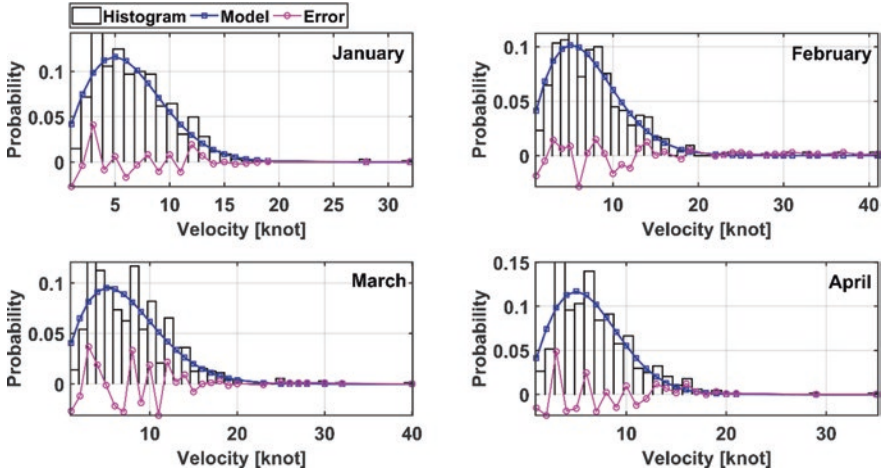 Histogram Model Error
January
Probability
0.1
0.05
0
5 10 15 20 25 30
Velocity [knot]
February
Probability
0.1
0.05
0
10 20 30 40
Velocity [knot]
March
Probability
0.1
0.05
0
10 20 30 40
Velocity [knot]
April
Probability
0.15
0.1
0.05
0
10 20 30
Velocity [knot]